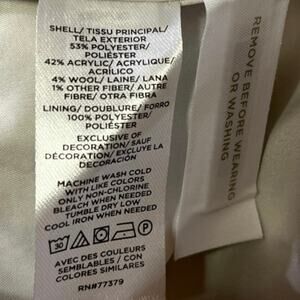 SHELL/ TISSU PRINCIPAL/
TELA EXTERIOR
53% POLYESTER/
POLIÉSTER
42% ACRYLIC/ ACRYLIQUE/
ACRÍLICO
4% WOOL/ LAINE/ LANA
1% OTHER FIBER/ AUTRE
FIBRE/ OTRA FIBRA
LINING/ DOUBLURE/ FORRO
100% POLYESTER/
POLIÉSTER
EXCLUSIVE OF
DECORATION/ SAUF
DÉCORATION/ EXCLUYE LA
DECORACIÓN
MACHINE WASH COLD
WITH LIKE COLORS
ONLY NON-CHLORINE
BLEACH WHEN NEEDED
TUMBLE DRY LOW
COOL IRON WHEN NEEDED
30 P
AVEC DES COULEURS
SEMBLABLES / CON
COLORES SIMILARES
RN#77379
REMOVE BEFORE WEARING
OR WASHING